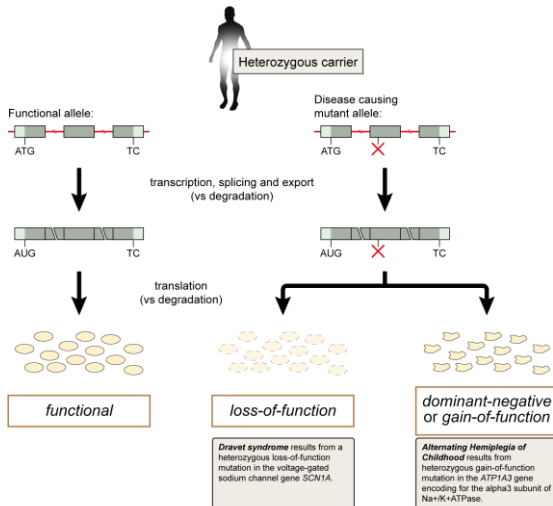 Heterozygous carrier
Functional allele:
Disease causing
mutant allele:
ATG
TC
ATG
TC
transcription, splicing and export
(vs degradation)
AUG
TC
AUG
TC
translation
(vs degradation)
functional
loss-of-function
dominant-negative
or gain-of-function
Dravet syndrome results from a
heterozygous loss-of-function
mutation in the voltage-gated
sodium channel gene SCN1A.
Alternating Hemiplegia of
Childhood results from
heterozygous gain-of-function
mutation in the ATP1A3 gene
encoding for the alpha3 subunit of
Na+/K+ATPase.